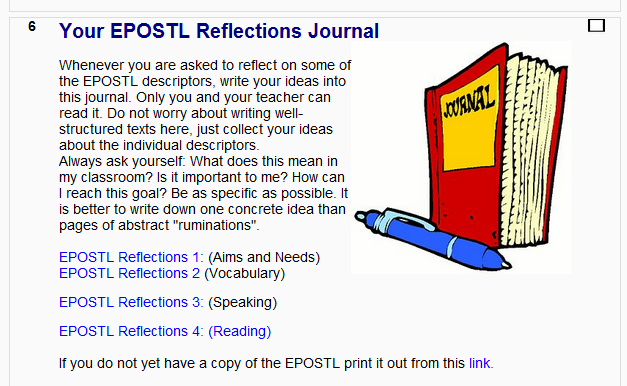 6
Your EPOSTL Reflections Journal
Whenever you are asked to reflect on some of
the EPOSTL descriptors, write your ideas into
this journal. Only you and your teacher can
read it. Do not worry about writing well-
structured texts here, just collect your ideas
about the individual descriptors.
Always ask yourself: What does this mean in
my classroom? Is it important to me? How can
I reach this goal? Be as specific as possible. It
is better to write down one concrete idea than
pages of abstract "ruminations".
JOURNAL
EPOSTL Reflections 1: (Aims and Needs)
EPOSTL Reflections 2 (Vocabulary)
EPOSTL Reflections 3: (Speaking)
EPOSTL Reflections 4: (Reading)
If you do not yet have a copy of the EPOSTL print it out from this link.